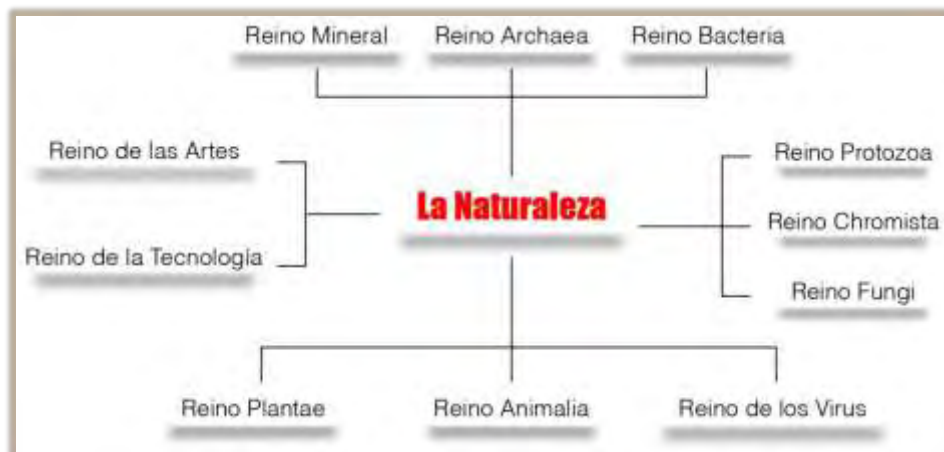 Reino Mineral
Reino Archaea
Reino Bacteria
Reino de las Artes
Reino Protozoa
La Naturaleza
Reino Chromista
Reino de la Tecnología
Reino Fungi
Reino Plantae
Reino Animalia
Reino de los Virus